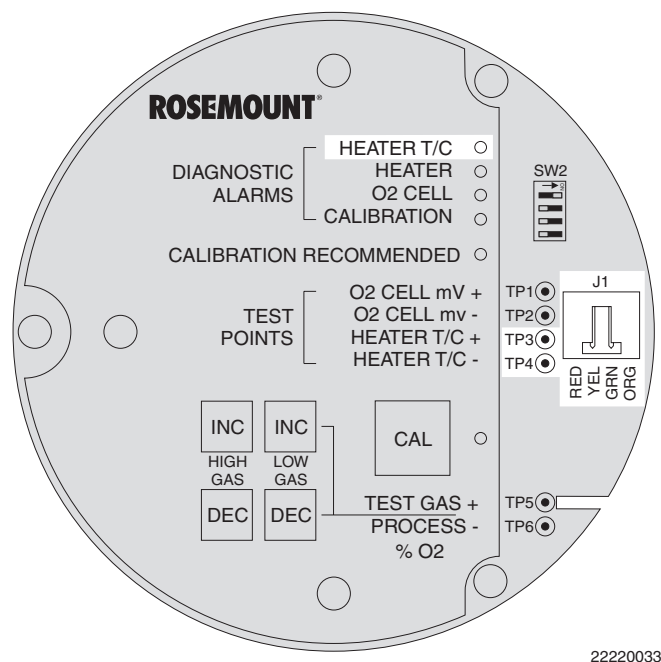 ROSEMOUNT®
DIAGNOSTIC
ALARMS
HEATER T/C
HEATER
O2 CELL
CALIBRATION
CALIBRATION RECOMMENDED
SW2
ON
TEST
POINTS
O2 CELL mV +
O2 CELL mv -
HEATER T/C +
HEATER T/C -
TP1
TP2
TP3
TP4
J1
RED
YEL
GRN
ORG
INC
INC
HIGH
GAS
LOW
GAS
DEC
DEC
CAL
TEST GAS +
PROCESS -
% O2
TP5
TP6
22220033